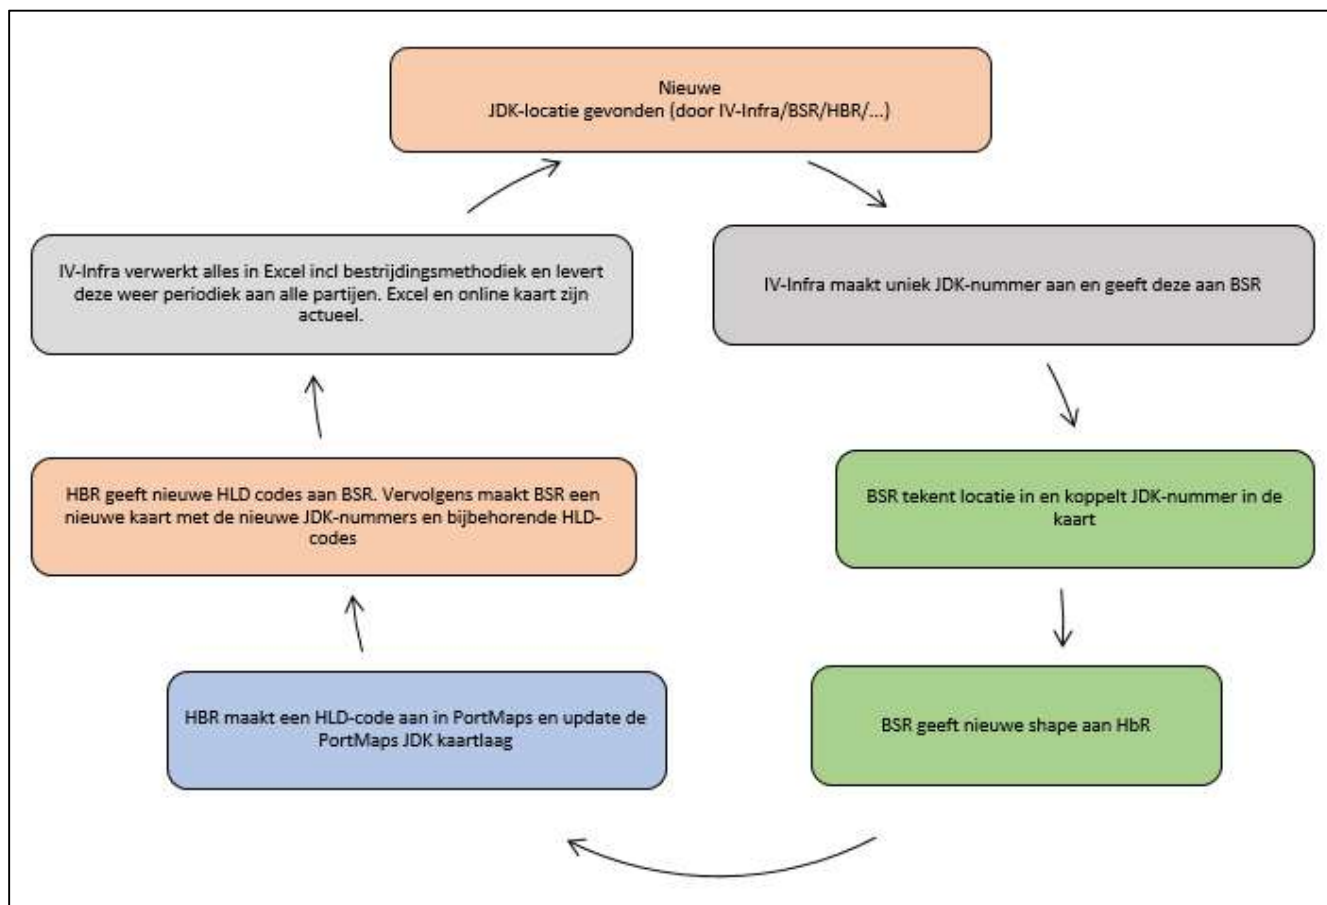 Nieuwe
JDK-locatie gevonden (door IV-Infra/BSR/HBR/...)
IV-Infra maakt uniek JDK-nummer aan en geeft deze aan BSR
BSR tekent locatie in en koppelt JDK-nummer in de
kaart
BSR geeft nieuwe shape aan HbR
HBR maakt een HLD-code aan in PortMaps en update de
PortMaps JDK kaartlaag
HBR geeft nieuwe HLD codes aan BSR. Vervolgens maakt BSR een
nieuwe kaart met de nieuwe JDK-nummers en bijbehorende HLD-
codes
IV-Infra verwerkt alles in Excel incl bestrijdingsmethodiek en levert
deze weer periodiek aan alle partijen. Excel en online kaart zijn
actueel.